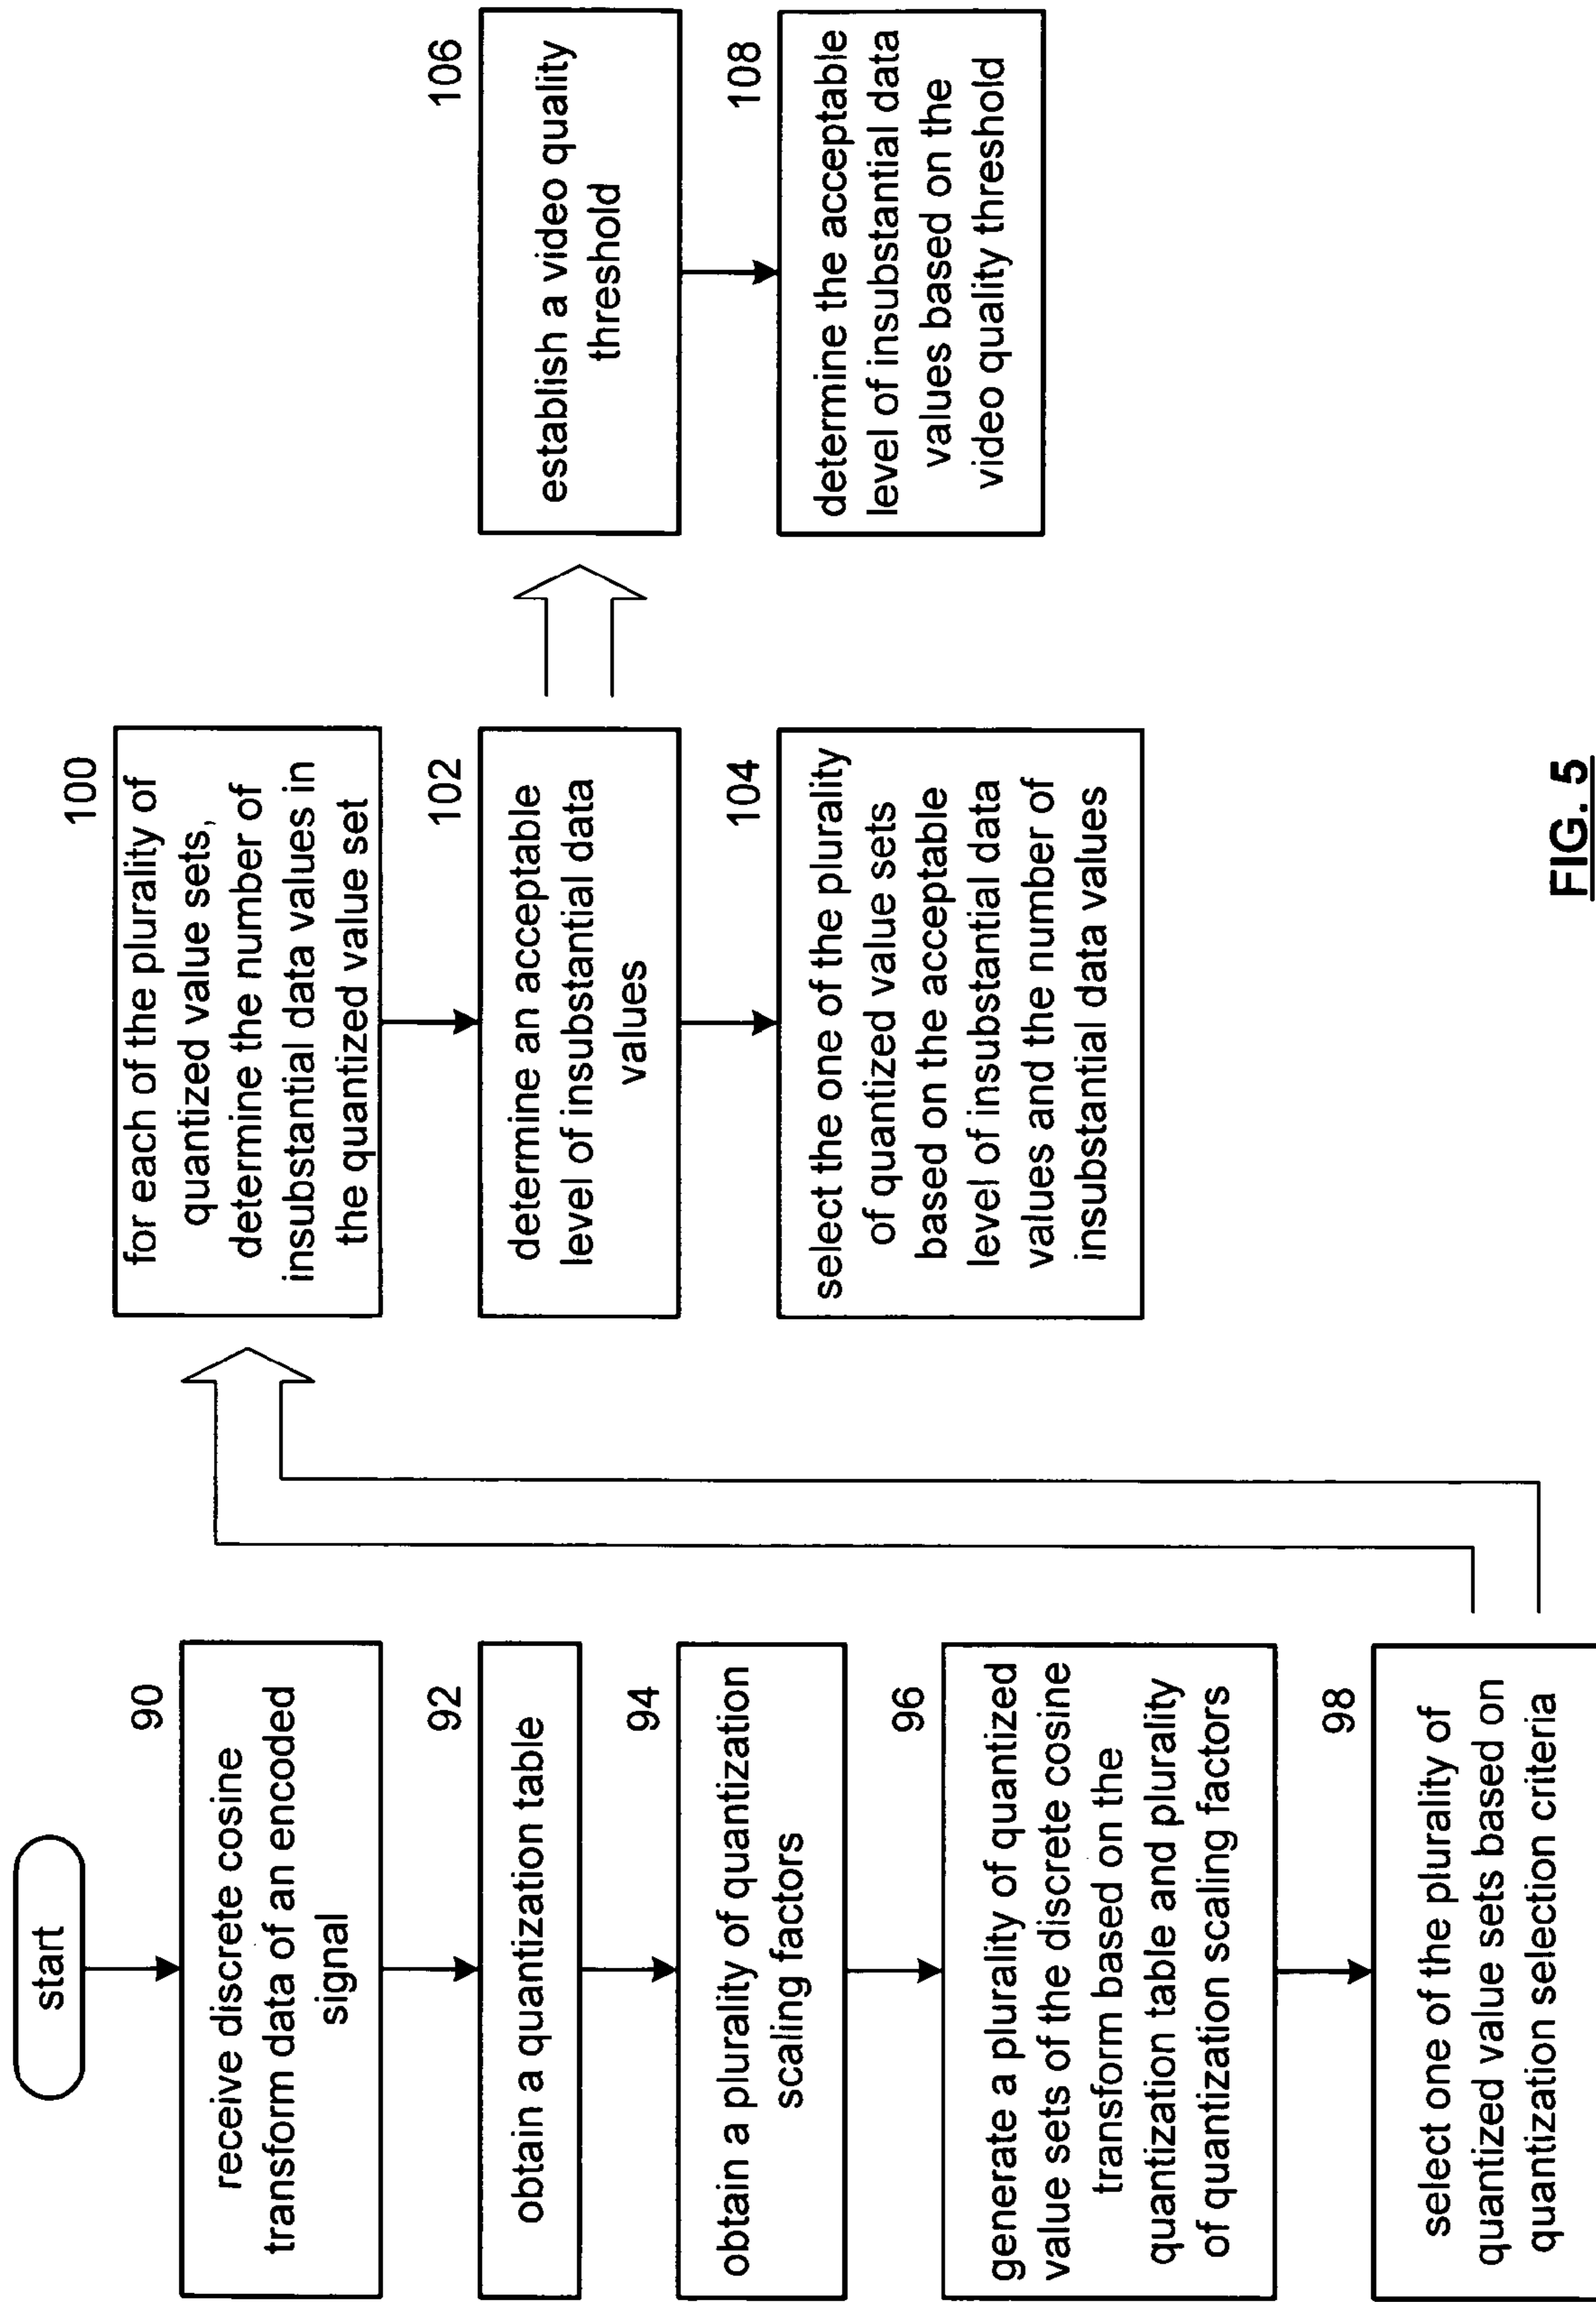 start
90
receive discrete cosine
transform data of an encoded
signal
92
obtain a quantization table
94
obtain a plurality of quantization
scaling factors
96
generate a plurality of quantized
value sets of the discrete cosine
transform based on the
quantization table and plurality
of quantization scaling factors
98
select one of the plurality of
quantized value sets based on
quantization selection criteria
100
for each of the plurality of
quantized value sets,
determine the number of
insubstantial data values in
the quantized value set
102
determine an acceptable
level of insubstantial data
values
104
select the one of the plurality
of quantized value sets
based on the acceptable
level of insubstantial data
values and the number of
insubstantial data values
106
establish a video quality
threshold
108
determine the acceptable
level of insubstantial data
values based on the
video quality threshold
FIG. 5